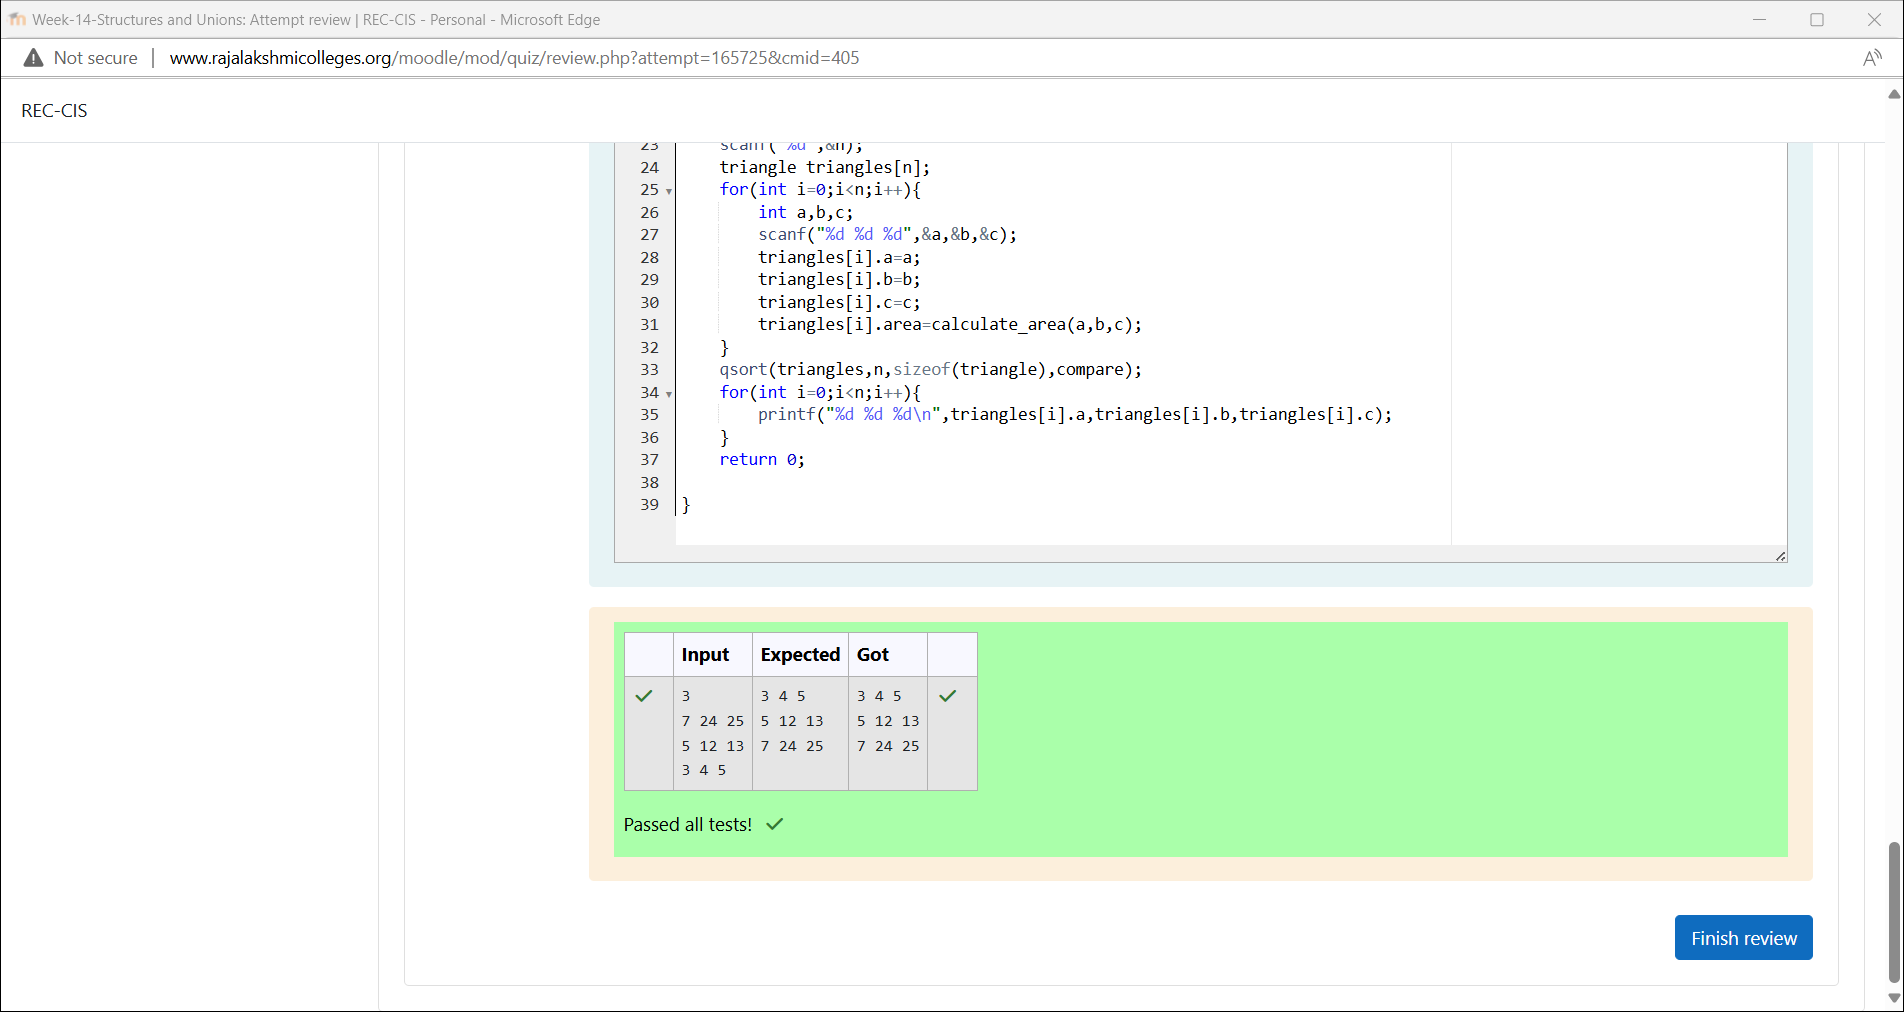 Week-14-Structures and Unions: Attempt review | REC-CIS - Personal - Microsoft Edge
Not secure | www.rajalakshmicolleges.org/moodle/mod/quiz/review.php?attempt=165725&cmid=405
REC-CIS
23 scanf("%d",&n);
24 triangle triangles[n];
25 for(int i=0;i<n;i++){
26 int a,b,c;
27 scanf("%d %d %d",&a,&b,&c);
28 triangles[i].a=a;
29 triangles[i].b=b;
30 triangles[i].c=c;
31 triangles[i].area=calculate_area(a,b,c);
32 }
33 qsort(triangles,n,sizeof(triangle),compare);
34 for(int i=0;i<n;i++){
35 printf("%d %d %d\n",triangles[i].a,triangles[i].b,triangles[i].c);
36 }
37 return 0;
38
39 }
Input Expected Got
3 3 4 5 3 4 5
7 24 25 5 12 13 5 12 13
5 12 13 7 24 25 7 24 25
3 4 5
Passed all tests!
Finish review